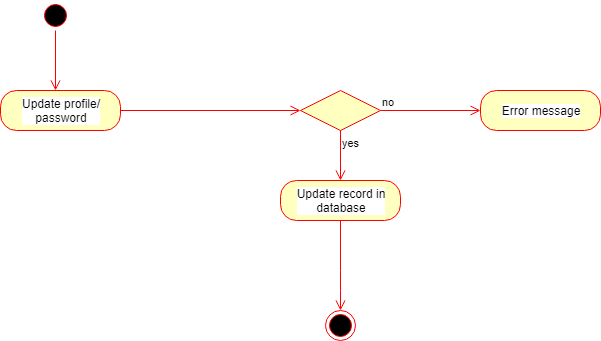 Update profile/
password
no
Error message
yes
Update record in
database